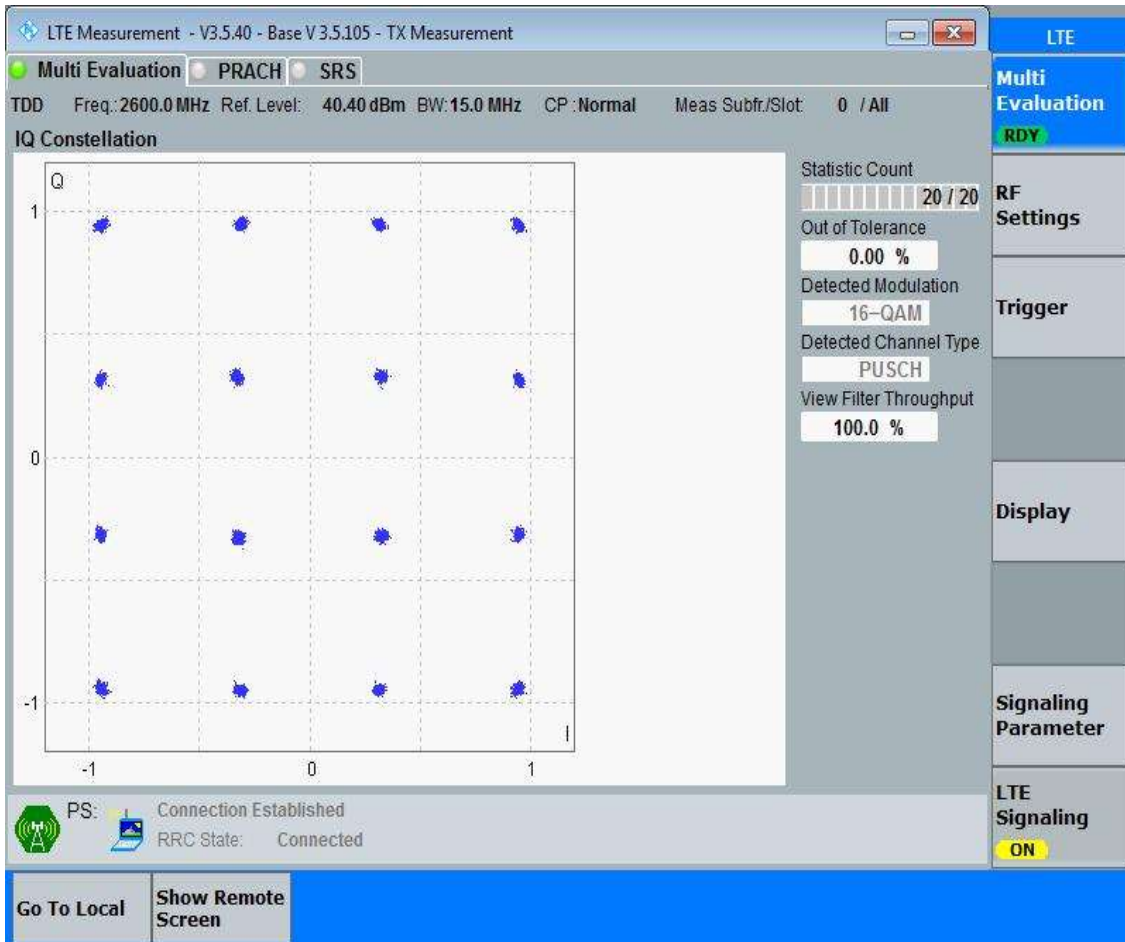 LTE Measurement - V3.5.40 - Base V 3.5.105 - TX Measurement
LTE
Multi Evaluation PRACH SRS
Multi
Evaluation
RDY
TDD Freq.: 2600.0 MHz Ref. Level: 40.40 dBm BW: 15.0 MHz CP : Normal Meas Subfr./Slot: 0 / All
IQ Constellation
Q
1
0
-1
I
-1 0 1
Statistic Count
20 / 20
Out of Tolerance
0.00 %
Detected Modulation
16-QAM
Detected Channel Type
PUSCH
View Filter Throughput
100.0 %
RF
Settings
Trigger
Display
Signaling
Parameter
LTE
Signaling
ON
PS: Connection Established
RRC State: Connected
Go To Local
Show Remote
Screen